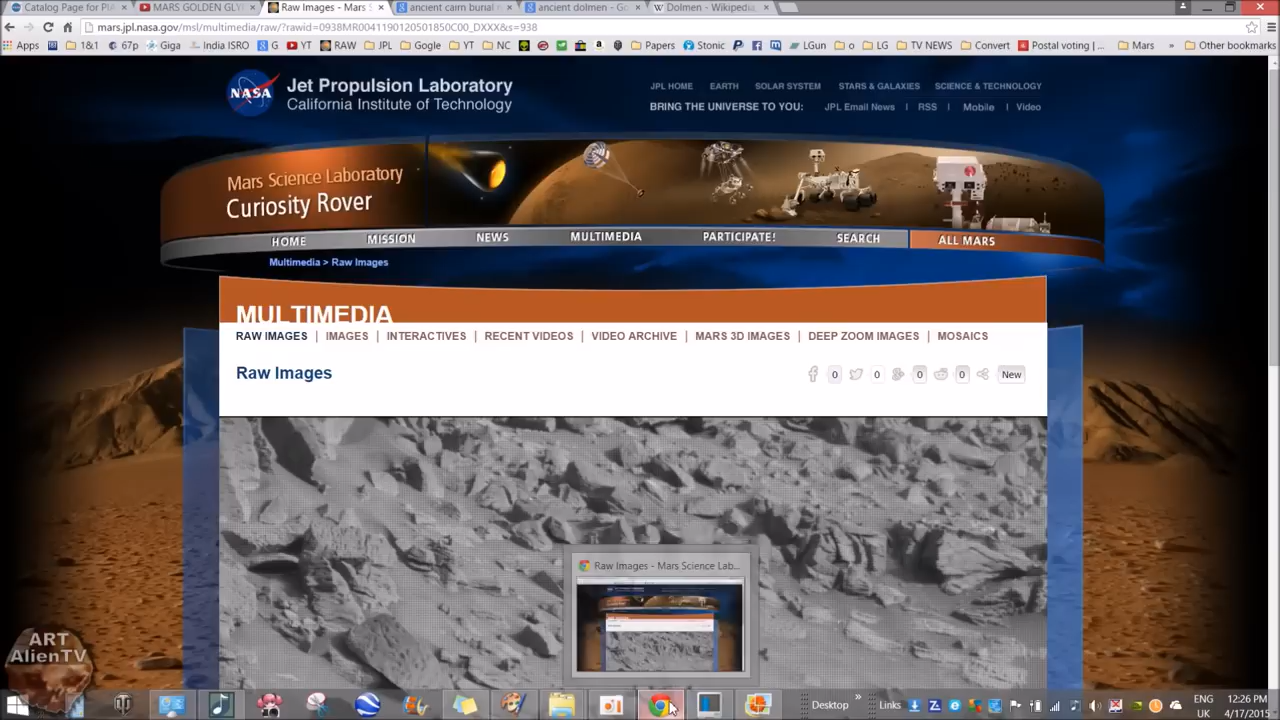 Catalog Page for PIA
MARS GOLDEN GLY
Raw Images - Mars S
ancient cairn burial r
ancient dolmen - Go
Dolmen - Wikipedia,
mars.jpl.nasa.gov/msl/multimedia/raw/?rawid=0938MR0041190120501850C00_DXXX&s=938
Apps 1&1 67p Giga India ISRO G YT RAW JPL Gogle YT NC Papers Stonic LGun o LG TV NEWS Convert Postal voting | ... Mars » Other bookmarks
NASA
Jet Propulsion Laboratory
California Institute of Technology
JPL HOME EARTH SOLAR SYSTEM STARS & GALAXIES SCIENCE & TECHNOLOGY
BRING THE UNIVERSE TO YOU: JPL Email News | RSS | Mobile | Video
Mars Science Laboratory
Curiosity Rover
HOME MISSION NEWS MULTIMEDIA PARTICIPATE! SEARCH ALL MARS
Multimedia > Raw Images
MULTIMEDIA
RAW IMAGES | IMAGES | INTERACTIVES | RECENT VIDEOS | VIDEO ARCHIVE | MARS 3D IMAGES | DEEP ZOOM IMAGES | MOSAICS
Raw Images
0 0 0 0 New
Raw Images - Mars Science Lab...
ART
AlienTV
Desktop » Links
ENG
UK
12:26 PM
4/17/2015